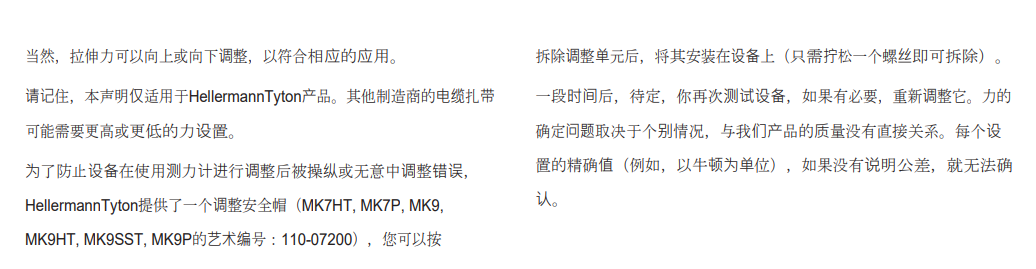 当然，拉伸力可以向上或向下调整，以符合相应的应用。
请记住，本声明仅适用于HellermannTyton产品。其他制造商的电缆扎带
可能需要更高或更低的力设置。
为了防止设备在使用测力计进行调整后被操纵或无意中调整错误，
HellermannTyton提供了一个调整安全帽（MK7HT, MK7P, MK9,
MK9HT, MK9SST, MK9P的艺术编号：110-07200），您可以按
拆除调整单元后，将其安装在设备上（只需拧松一个螺丝即可拆除）。
一段时间后，待定，你再次测试设备，如果有必要，重新调整它。力的
确定问题取决于个别情况，与我们产品的质量没有直接关系。每个设
置的精确值（例如，以牛顿为单位），如果没有说明公差，就无法确
认。